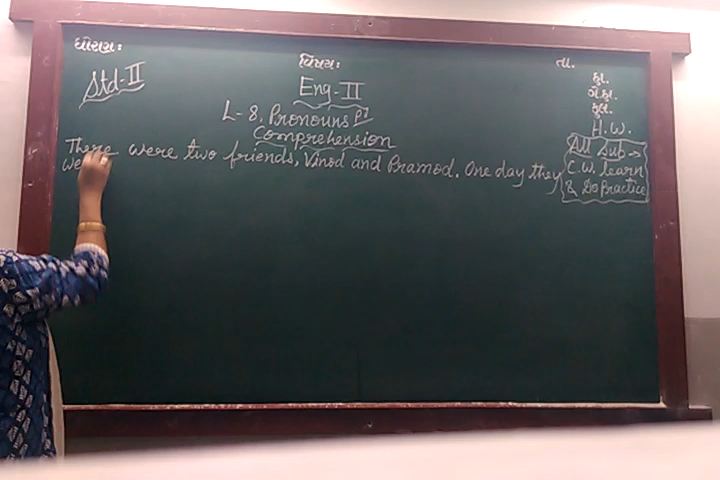 ધોરણઃ
વિષયઃ
તા.
Std-II
Eng-II
હા.
ગેહા.
કુલ.
L-8. Pronouns
Comprehension
H.W.
All Sub→
C.W. learn
& Do Practice
There were two friends, Vinod and Pramod. One day they
we